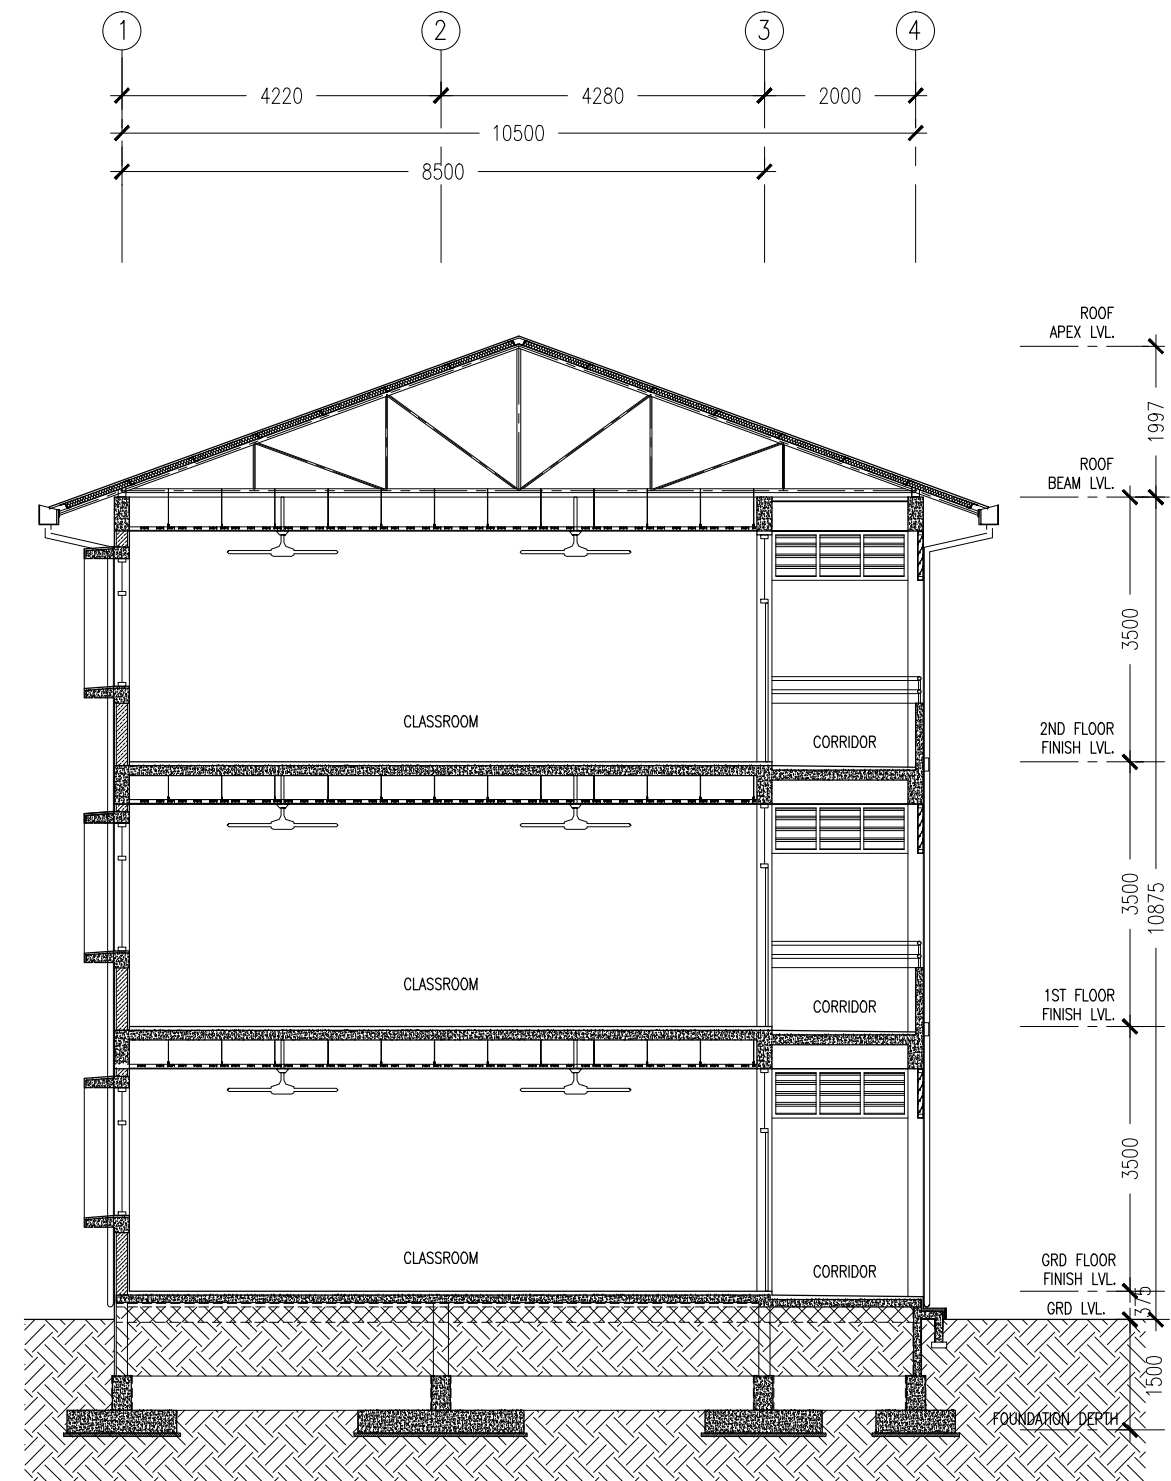 1 2 3 4
4220 4280 2000
10500
8500
ROOF
APEX LVL.
1997
ROOF
BEAM LVL.
3500
CLASSROOM
CORRIDOR
2ND FLOOR
FINISH LVL.
3500
10875
CLASSROOM
CORRIDOR
1ST FLOOR
FINISH LVL.
3500
CLASSROOM
CORRIDOR
GRD FLOOR
FINISH LVL.
375
GRD LVL.
1500
FOUNDATION DEPTH